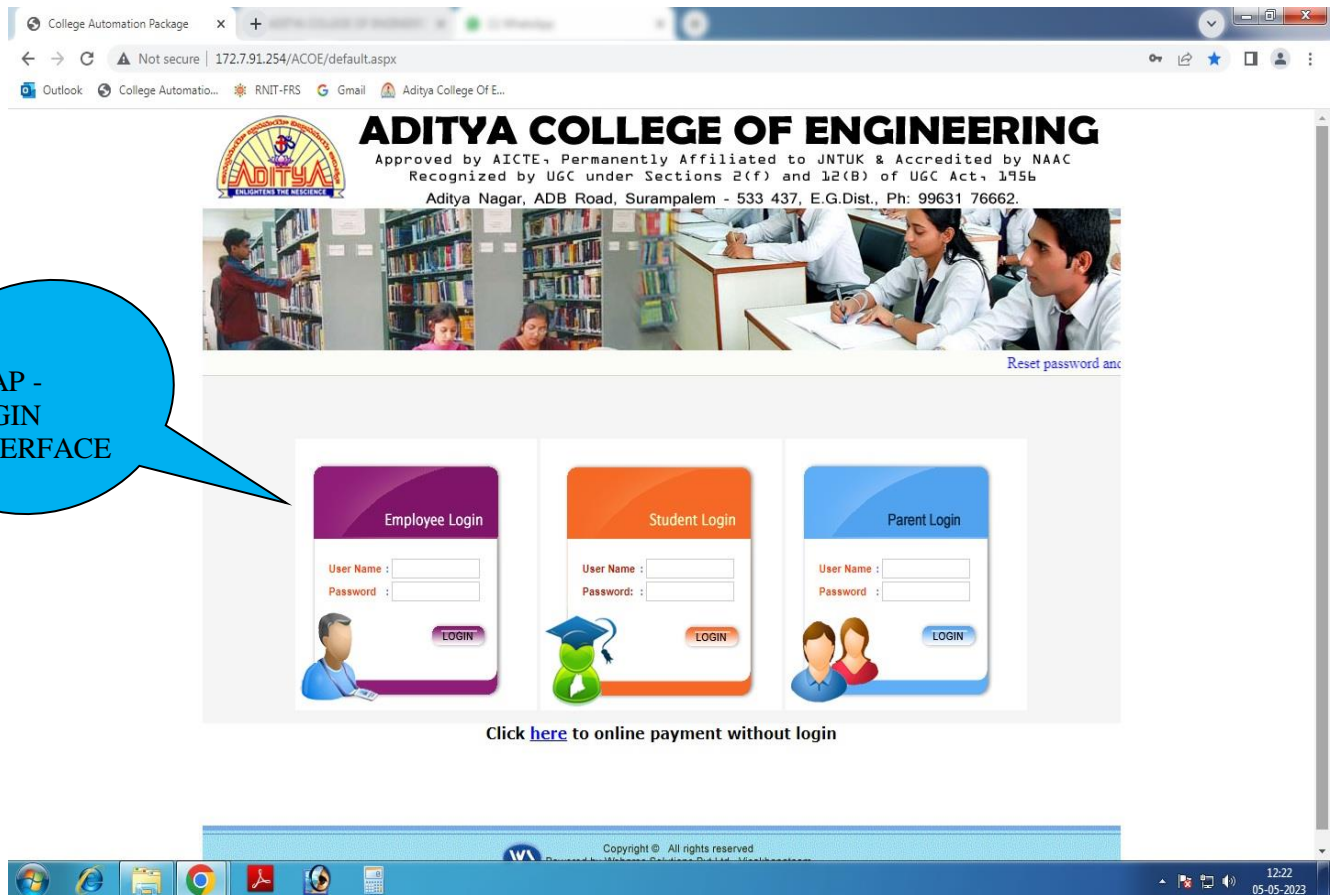 College Automation Package
Not secure | 172.7.91.254/ACOE/default.aspx
Outlook College Automatio... RNIT-FRS Gmail Aditya College Of E...
ADITYA
ENLIGHTENS THE NESCIENCE
ADITYA COLLEGE OF ENGINEERING
Approved by AICTE, Permanently Affiliated to JNTUK & Accredited by NAAC
Recognized by UGC under Sections 2(f) and 12(B) of UGC Act, 1956
Aditya Nagar, ADB Road, Surampalem - 533 437, E.G.Dist., Ph: 99631 76662.
Reset password and
AP -
GIN
ERFACE
Employee Login
User Name :
Password :
LOGIN
Student Login
User Name :
Password: :
LOGIN
Parent Login
User Name :
Password :
LOGIN
Click here to online payment without login
Copyright © All rights reserved
12:22
05-05-2023